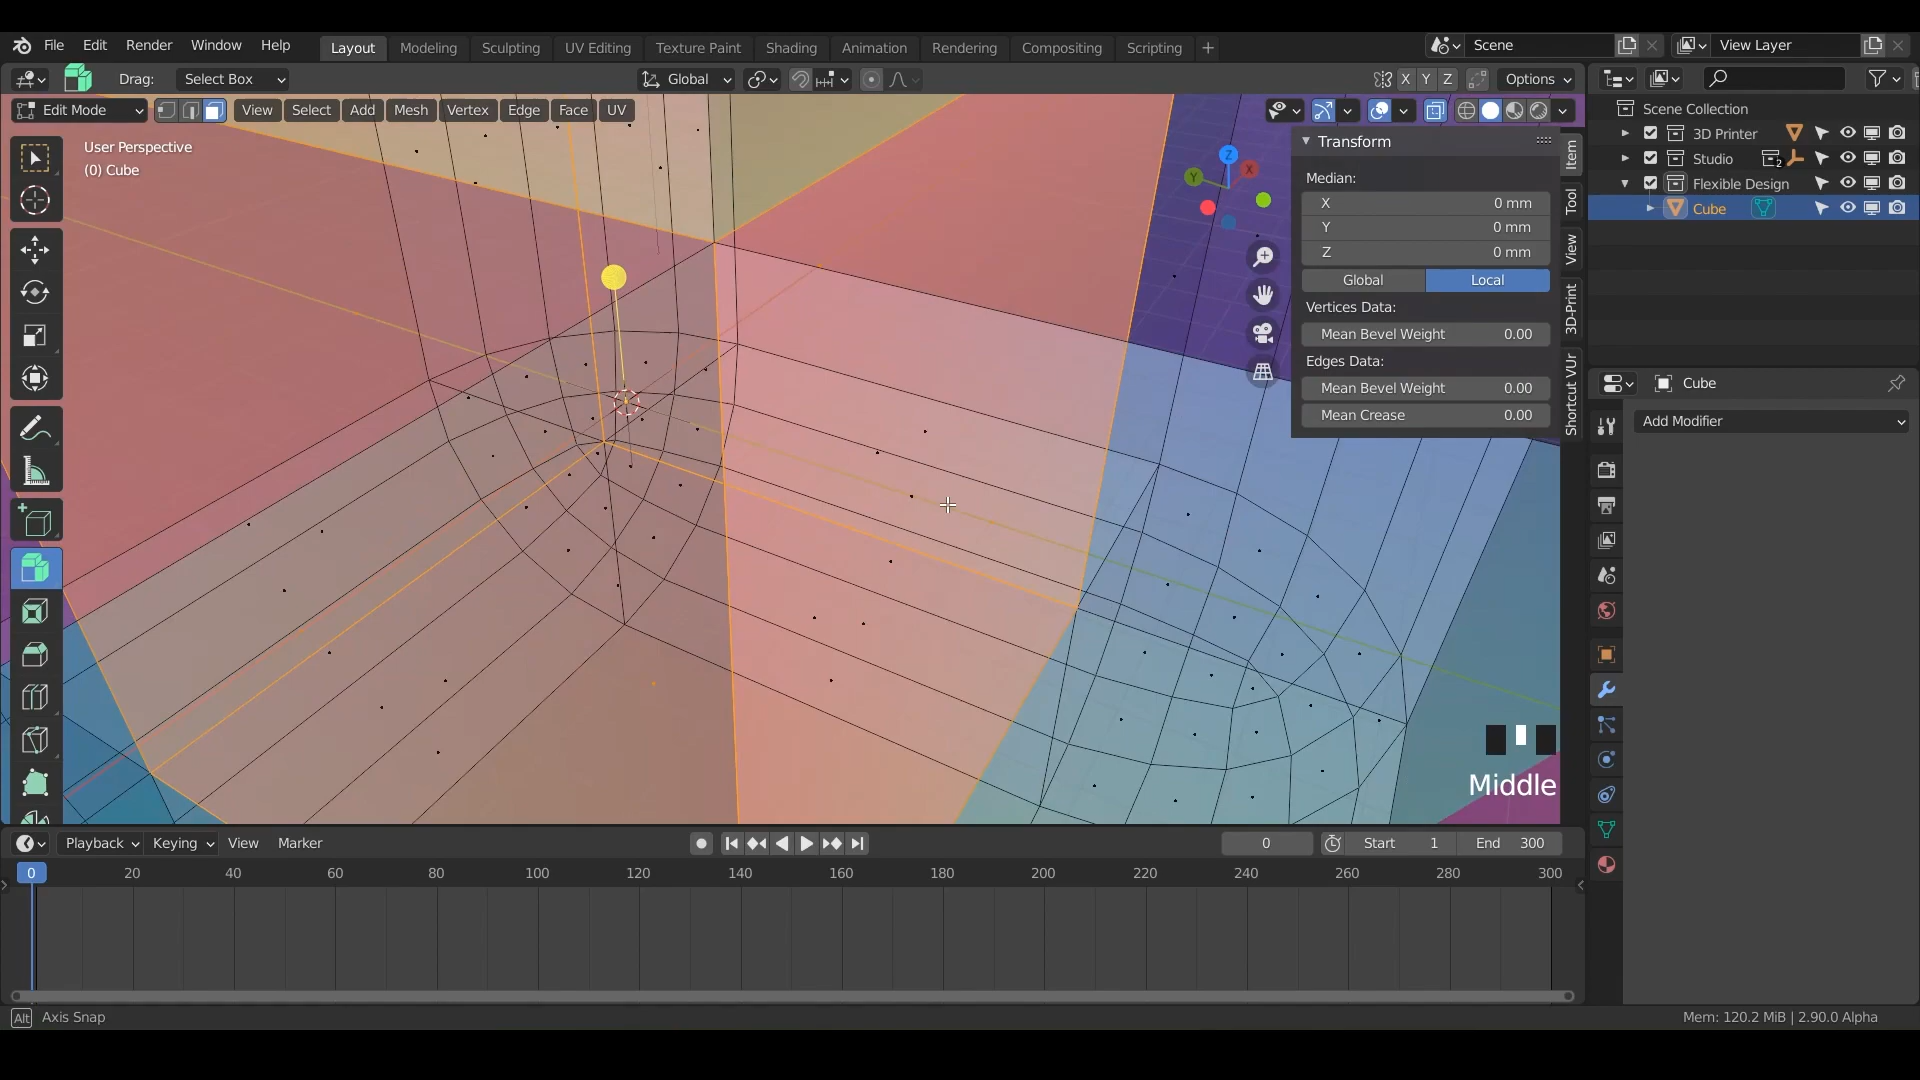 File Edit Render Window Help Layout Modeling Sculpting UV Editing Texture Paint Shading Animation Rendering Compositing Scripting + Scene View Layer
Drag: Select Box Global X Y Z Options
Edit Mode View Select Add Mesh Vertex Edge Face UV
User Perspective
(0) Cube
Z
Y
X
Transform
Median:
X 0 mm
Y 0 mm
Z 0 mm
Global Local
Vertices Data:
Mean Bevel Weight 0.00
Edges Data:
Mean Bevel Weight 0.00
Mean Crease 0.00
Item
Tool
View
3D-Print
Shortcut VUr
Middle
Scene Collection
3D Printer
Studio 2
Flexible Design
Cube
Cube
Add Modifier
Playback Keying View Marker 0 Start 1 End 300
0 20 40 60 80 100 120 140 160 180 200 220 240 260 280 300
Alt Axis Snap
Mem: 120.2 MiB | 2.90.0 Alpha